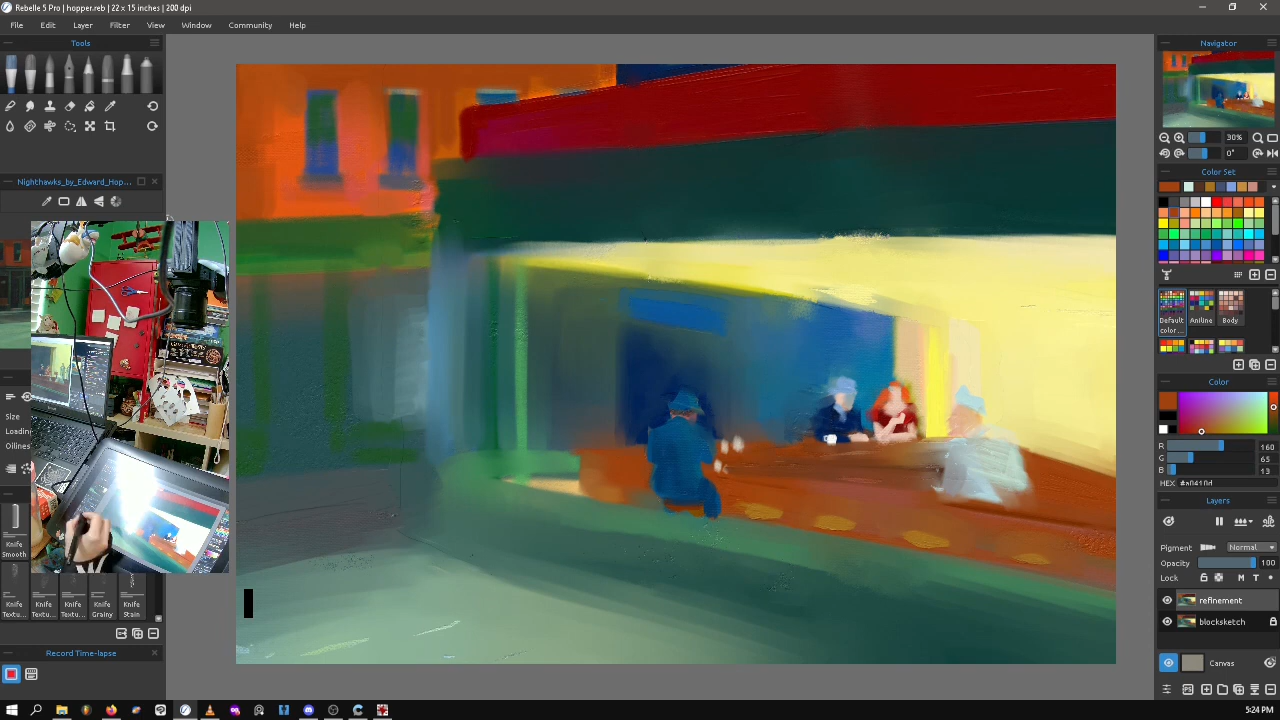 Rebelle 5 Pro | hopper.reb | 22 x 15 inches | 200 dpi
File Edit Layer Filter View Window Community Help
Tools
Nighthawks_by_Edward_Hop...
Size
Loadin
Oilines
Knife
Smooth
Knife Knife Knife Knife Knife
Textu... Textu... Textu... Grainy Stain
Record Time-lapse
Navigator
30%
0°
Color Set
Default
color ...
Aniline
Body
Color
R 160
G 65
B 13
HEX #a0410d
Layers
Pigment Normal
Opacity 100
Lock M T
refinement
blocksketch
Canvas
PS
5:24 PM